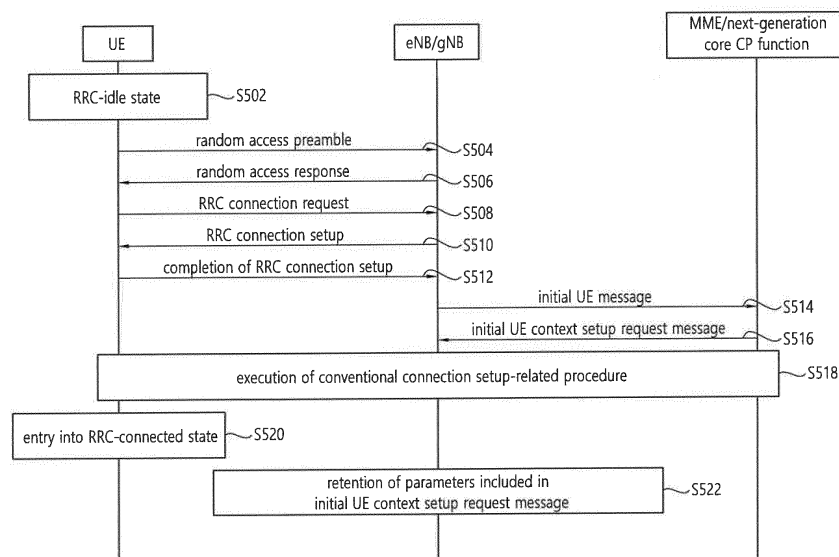 UE
eNB/gNB
MME/next-generation
core CP function
RRC-idle state
S502
random access preamble
S504
random access response
S506
RRC connection request
S508
RRC connection setup
S510
completion of RRC connection setup
S512
initial UE message
S514
initial UE context setup request message
S516
execution of conventional connection setup-related procedure
S518
entry into RRC-connected state
S520
retention of parameters included in
initial UE context setup request message
S522